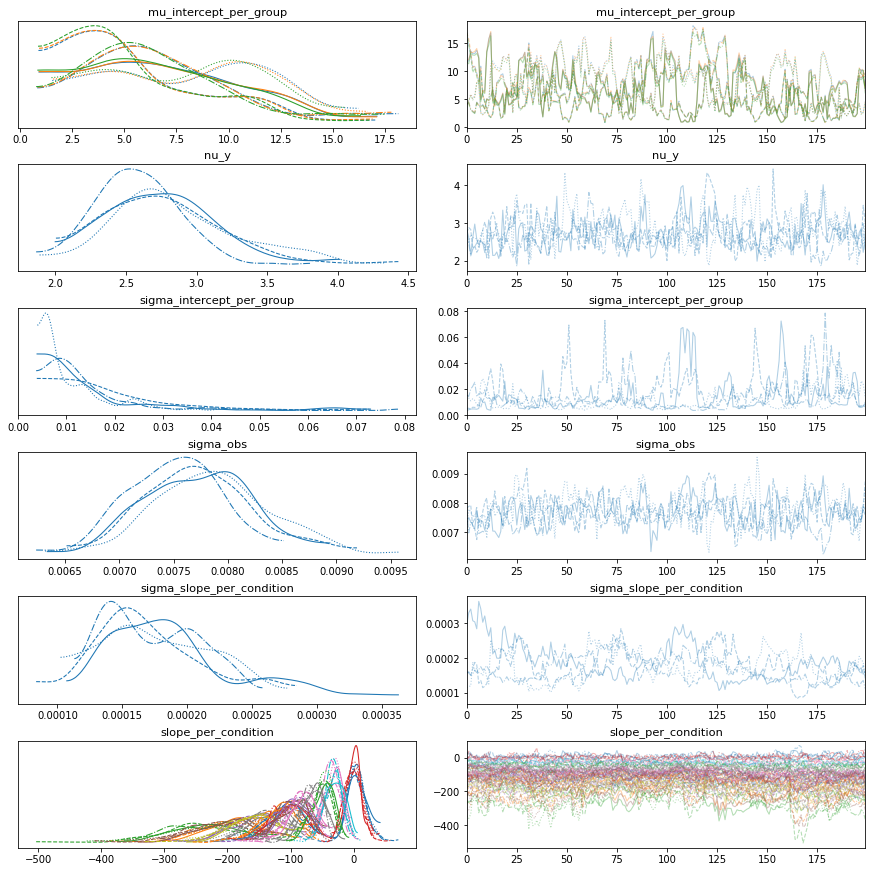 mu_intercept_per_group mu_intercept_per_group
15
10
5
0
0.0 2.5 5.0 7.5 10.0 12.5 15.0 17.5 0 25 50 75 100 125 150 175
nu_y nu_y
4
3
2
2.0 2.5 3.0 3.5 4.0 4.5 0 25 50 75 100 125 150 175
sigma_intercept_per_group sigma_intercept_per_group
0.08
0.06
0.04
0.02
0.00
0.00 0.01 0.02 0.03 0.04 0.05 0.06 0.07 0.08 0 25 50 75 100 125 150 175
sigma_obs sigma_obs
0.009
0.008
0.007
0.0065 0.0070 0.0075 0.0080 0.0085 0.0090 0.0095 0 25 50 75 100 125 150 175
sigma_slope_per_condition sigma_slope_per_condition
0.0003
0.0002
0.0001
0.00010 0.00015 0.00020 0.00025 0.00030 0.00035 0 25 50 75 100 125 150 175
slope_per_condition slope_per_condition
0
−200
−400
−500 −400 −300 −200 −100 0 0 25 50 75 100 125 150 175